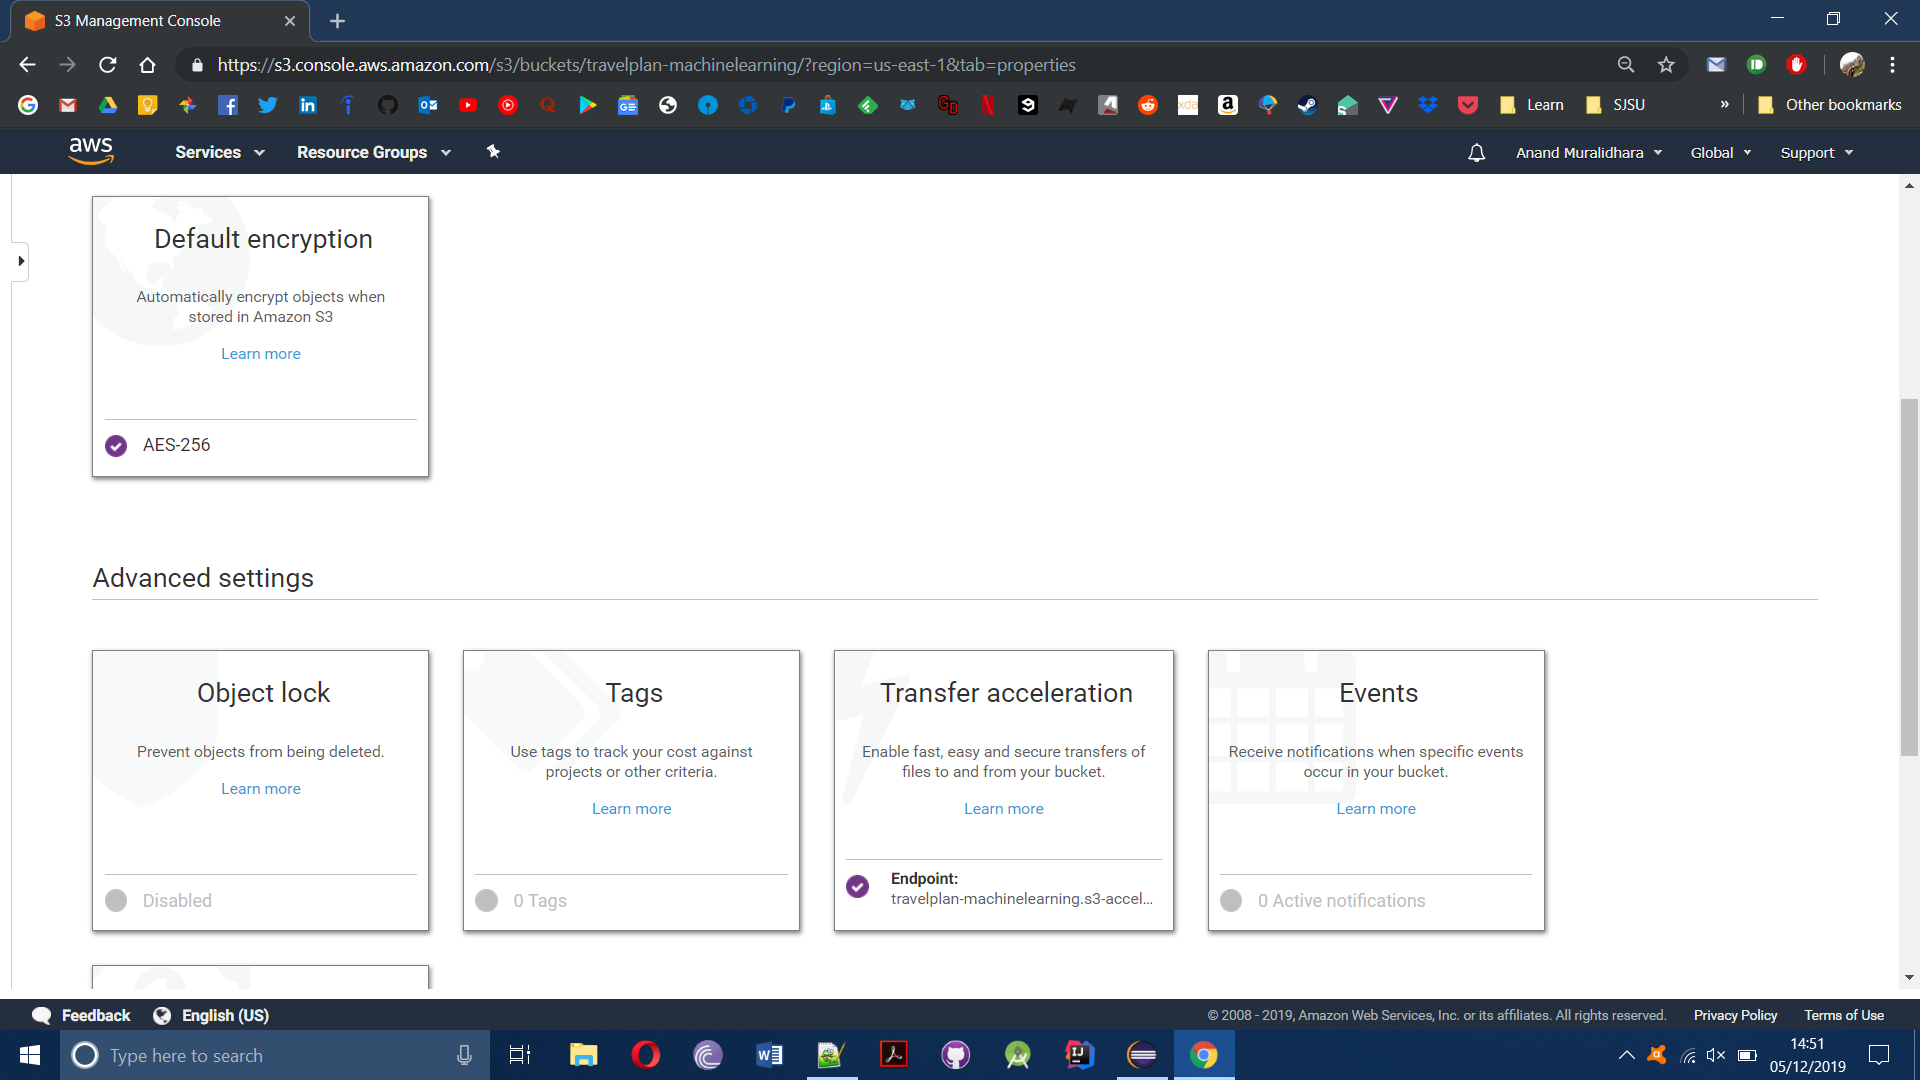 S3 Management Console
https://s3.console.aws.amazon.com/s3/buckets/travelplan-machinelearning/?region=us-east-1&tab=properties
Learn
SJSU
»
Other bookmarks
aws
Services
Resource Groups
Anand Muralidhara
Global
Support
Default encryption
Automatically encrypt objects when
stored in Amazon S3
Learn more
AES-256
Advanced settings
Object lock
Prevent objects from being deleted.
Learn more
Disabled
Tags
Use tags to track your cost against
projects or other criteria.
Learn more
0 Tags
Transfer acceleration
Enable fast, easy and secure transfers of
files to and from your bucket.
Learn more
Endpoint:
travelplan-machinelearning.s3-accel...
Events
Receive notifications when specific events
occur in your bucket.
Learn more
0 Active notifications
Feedback
English (US)
© 2008 - 2019, Amazon Web Services, Inc. or its affiliates. All rights reserved.
Privacy Policy
Terms of Use
Type here to search
14:51
05/12/2019